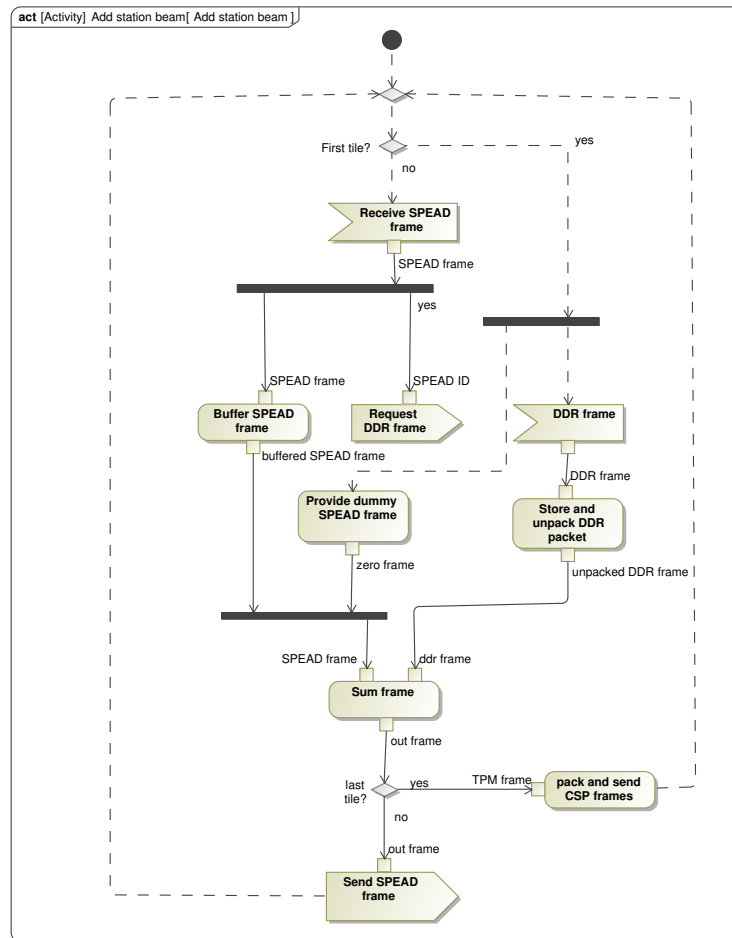 act [Activity] Add station beam[ Add station beam ]
First tile?
yes
no
Receive SPEAD
frame
SPEAD frame
yes
SPEAD frame
SPEAD ID
Buffer SPEAD
frame
Request
DDR frame
DDR frame
buffered SPEAD frame
DDR frame
Provide dummy
SPEAD frame
Store and
unpack DDR
packet
zero frame
unpacked DDR frame
SPEAD frame
ddr frame
Sum frame
out frame
last
tile?
yes
TPM frame
pack and send
CSP frames
no
out frame
Send SPEAD
frame